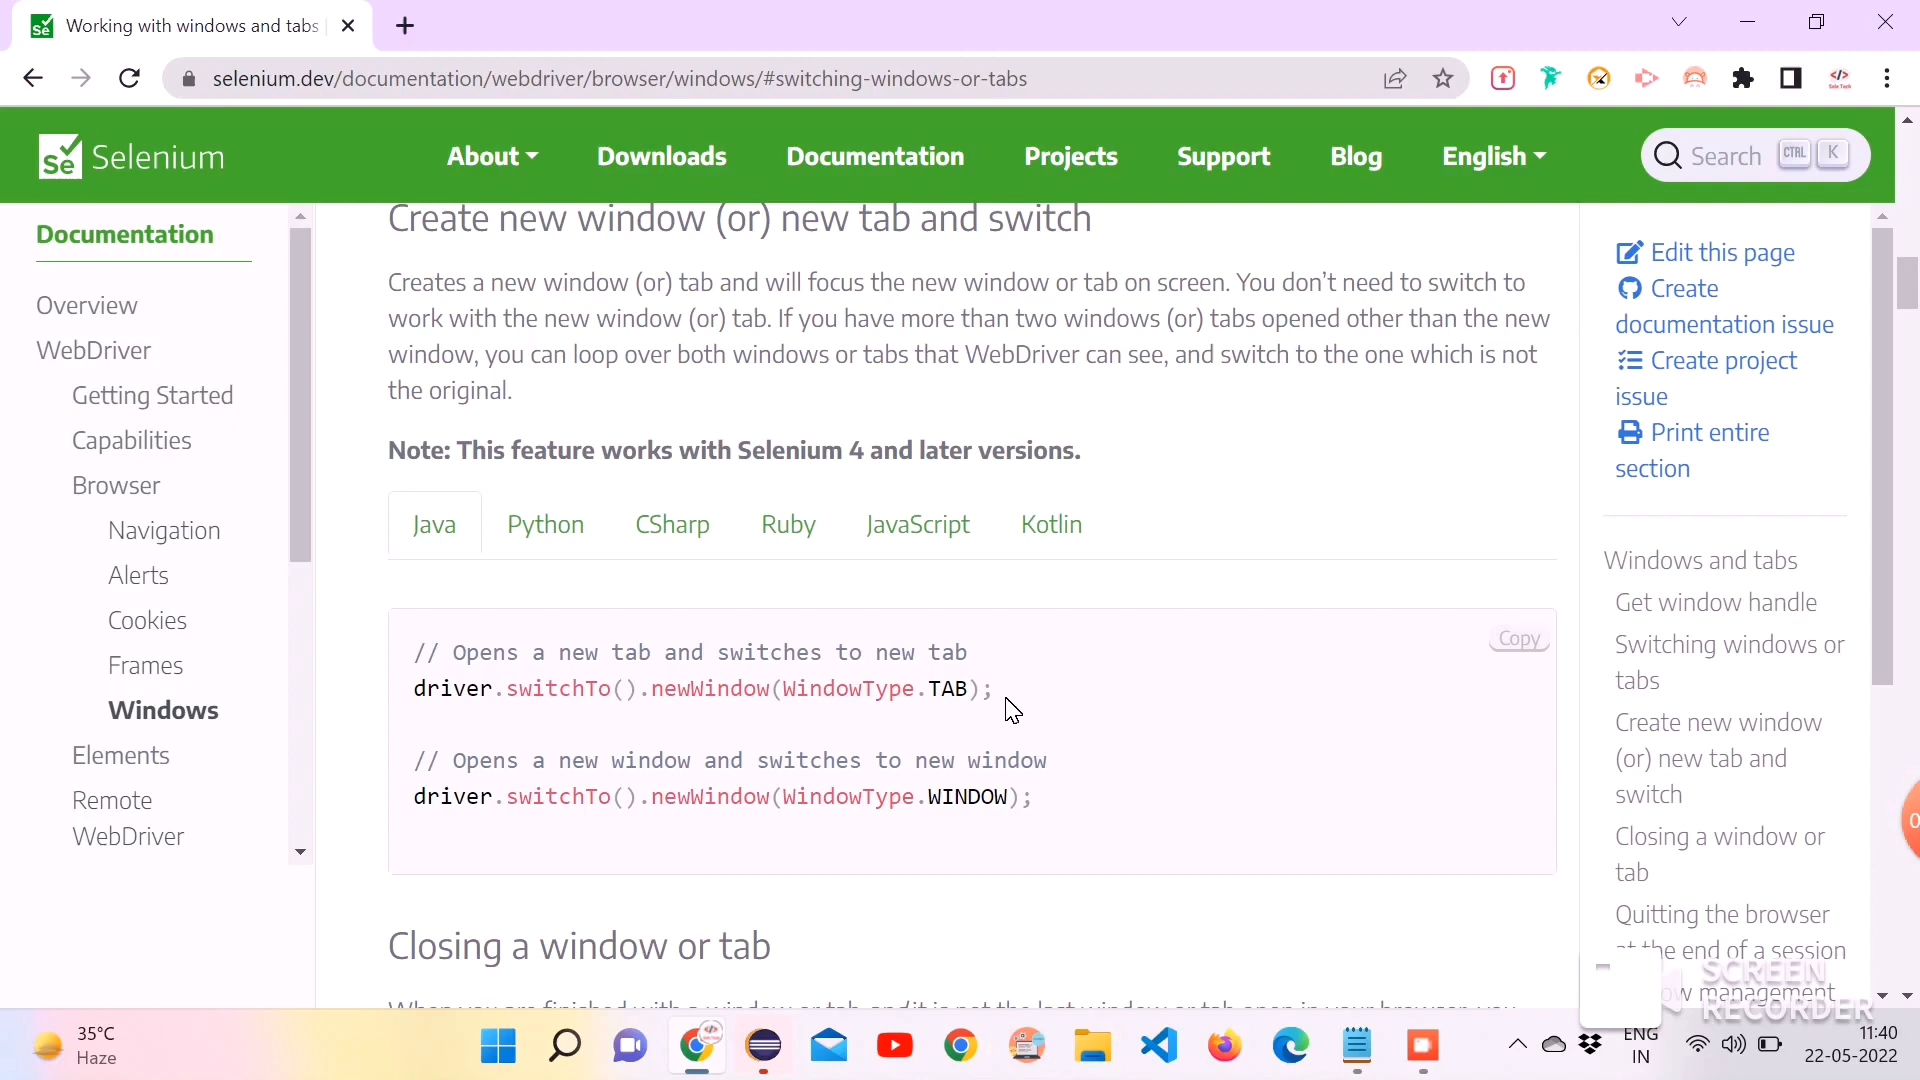 Working with windows and tabs
selenium.dev/documentation/webdriver/browser/windows/#switching-windows-or-tabs
Selenium
About
Downloads
Documentation
Projects
Support
Blog
English
Search CTRL K
Documentation
Overview
WebDriver
Getting Started
Capabilities
Browser
Navigation
Alerts
Cookies
Frames
Windows
Elements
Remote
WebDriver
Create new window (or) new tab and switch
Creates a new window (or) tab and will focus the new window or tab on screen. You don’t need to switch to
work with the new window (or) tab. If you have more than two windows (or) tabs opened other than the new
window, you can loop over both windows or tabs that WebDriver can see, and switch to the one which is not
the original.
Note: This feature works with Selenium 4 and later versions.
Java Python CSharp Ruby JavaScript Kotlin
Copy
// Opens a new tab and switches to new tab
driver.switchTo().newWindow(WindowType.TAB);
// Opens a new window and switches to new window
driver.switchTo().newWindow(WindowType.WINDOW);
Closing a window or tab
Edit this page
Create
documentation issue
Create project
issue
Print entire
section
Windows and tabs
Get window handle
Switching windows or
tabs
Create new window
(or) new tab and
switch
Closing a window or
tab
Quitting the browser
the end of a session
management
SCREEN
RECORDER
35°C
Haze
ENG
IN
11:40
22-05-2022